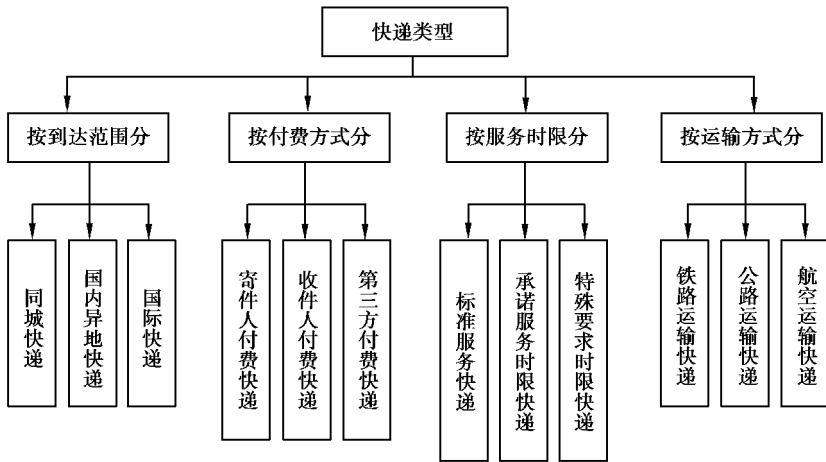 快递类型
按到达范围分
按付费方式分
按服务时限分
按运输方式分
同城快递
国内异地快递
国际快递
寄件人付费快递
收件人付费快递
第三方付费快递
标准服务快递
承诺服务时限快递
特殊要求时限快递
铁路运输快递
公路运输快递
航空运输快递